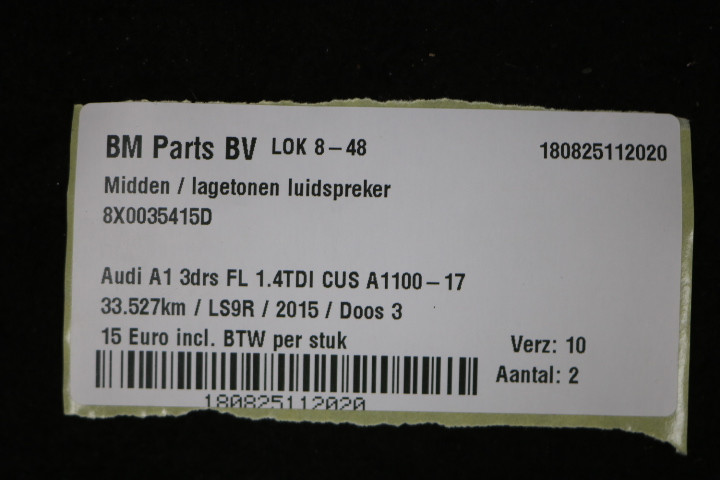 BM Parts BV LOK 8-48 180825112020
Midden / lagetonen luidspreker
8X0035415D
Audi A1 3drs FL 1.4TDI CUS A1100-17
33.527km / LS9R / 2015 / Doos 3
15 Euro incl. BTW per stuk Verz: 10
Aantal: 2
180825112020